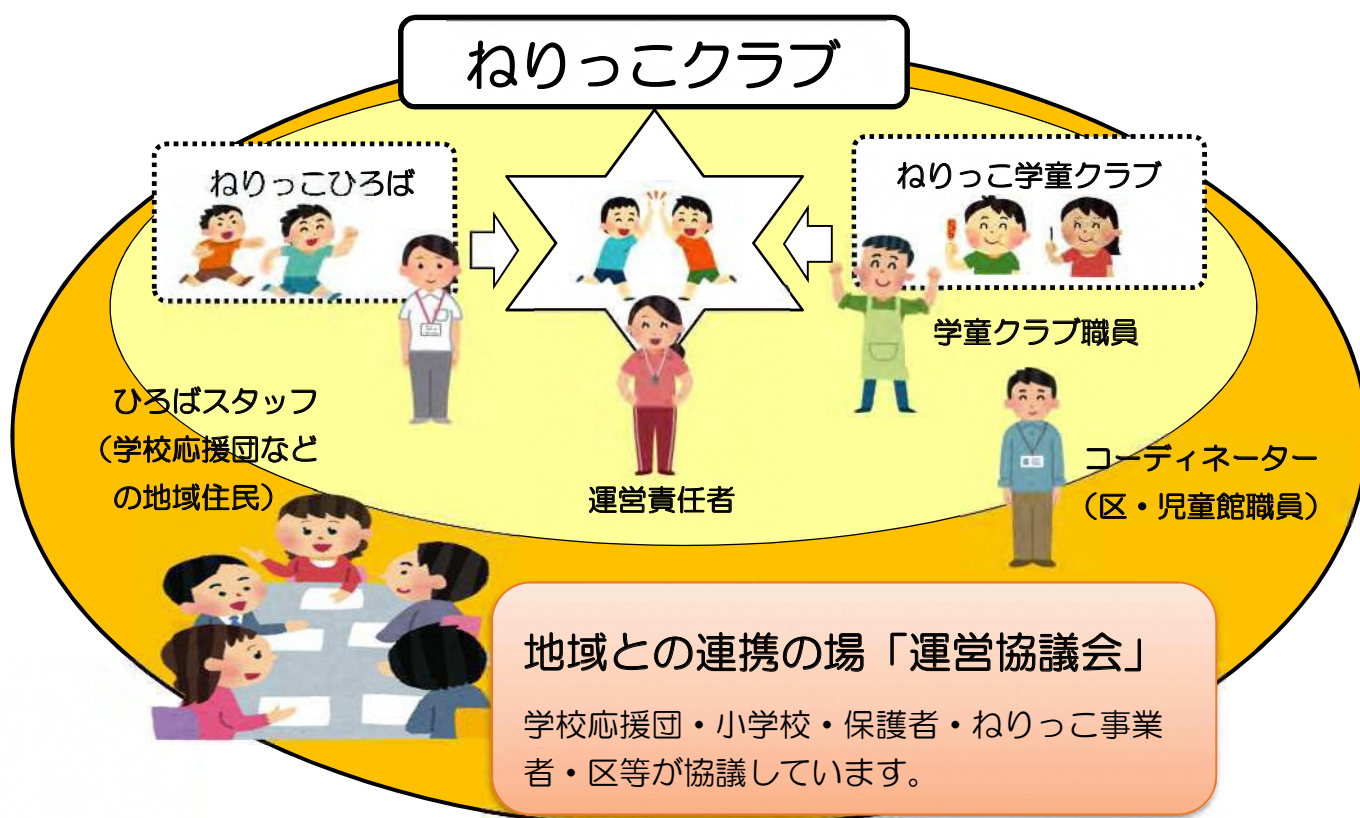 ねりっこクラブ
ねりっこひろば
ねりっこ学童クラブ
学童クラブ職員
ひろばスタッフ
（学校応援団など
の地域住民）
運営責任者
コーディネーター
（区・児童館職員）
地域との連携の場「運営協議会」
学校応援団・小学校・保護者・ねりっこ事業
者・区等が協議しています。